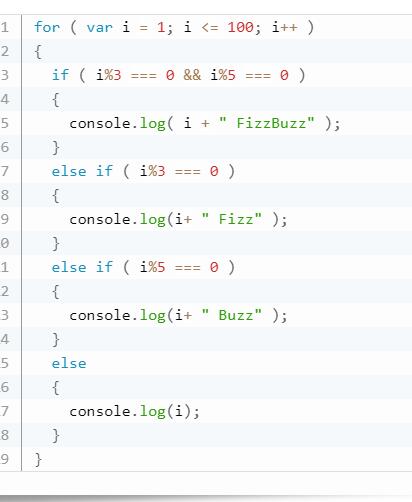 1 for ( var i = 1; i <= 100; i++ )
2 {
3 if ( i%3 === 0 && i%5 === 0 )
4 {
5 console.log( i + " FizzBuzz" );
6 }
7 else if ( i%3 === 0 )
8 {
9 console.log(i+ " Fizz" );
0 }
1 else if ( i%5 === 0 )
2 {
3 console.log(i+ " Buzz" );
4 }
5 else
6 {
7 console.log(i);
8 }
9 }